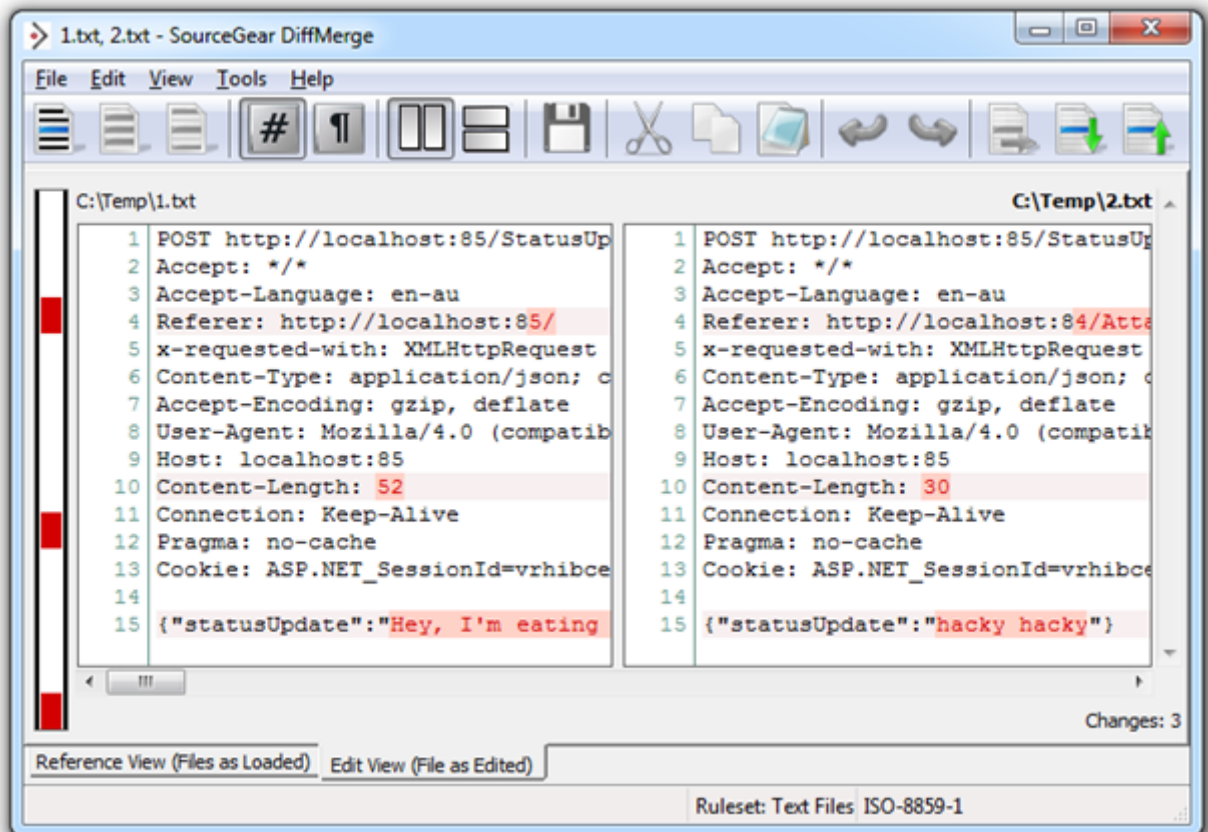 1.txt, 2.txt - SourceGear DiffMerge
File Edit View Tools Help
# ¶
C:\Temp\1.txt
1 POST http://localhost:85/StatusUp
2 Accept: */*
3 Accept-Language: en-au
4 Referer: http://localhost:85/
5 x-requested-with: XMLHttpRequest
6 Content-Type: application/json; c
7 Accept-Encoding: gzip, deflate
8 User-Agent: Mozilla/4.0 (compatib
9 Host: localhost:85
10 Content-Length: 52
11 Connection: Keep-Alive
12 Pragma: no-cache
13 Cookie: ASP.NET_SessionId=vrhibce
14
15 {"statusUpdate":"Hey, I'm eating
C:\Temp\2.txt
1 POST http://localhost:85/StatusUp
2 Accept: */*
3 Accept-Language: en-au
4 Referer: http://localhost:84/Atta
5 x-requested-with: XMLHttpRequest
6 Content-Type: application/json; c
7 Accept-Encoding: gzip, deflate
8 User-Agent: Mozilla/4.0 (compatib
9 Host: localhost:85
10 Content-Length: 30
11 Connection: Keep-Alive
12 Pragma: no-cache
13 Cookie: ASP.NET_SessionId=vrhibce
14
15 {"statusUpdate":"hacky hacky"}
Changes: 3
Reference View (Files as Loaded) Edit View (File as Edited)
Ruleset: Text Files ISO-8859-1